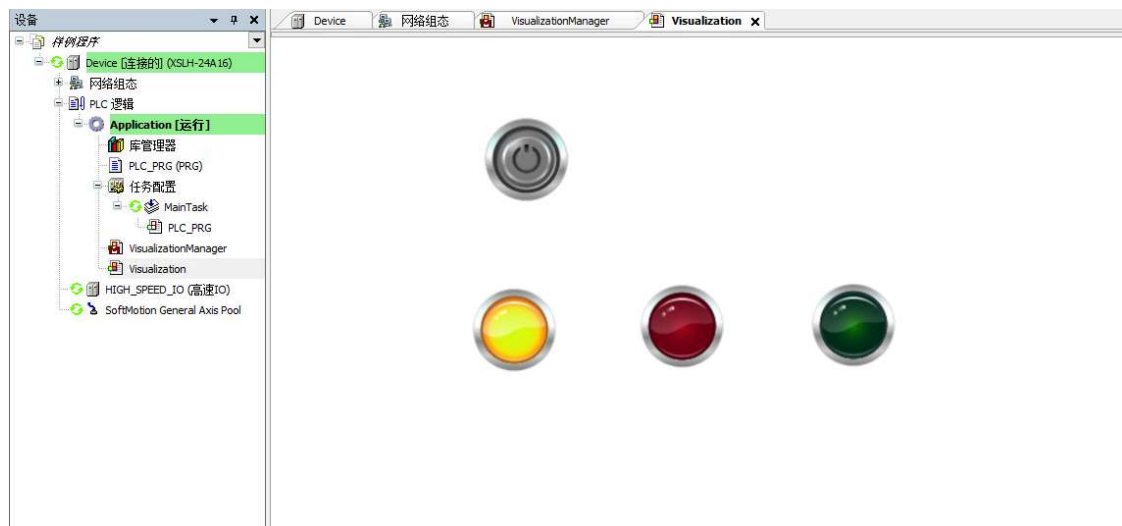 设备
样例程序
Device [连接的] (XSLH-24A16)
网络组态
PLC 逻辑
Application [运行]
库管理器
PLC_PRG (PRG)
任务配置
MainTask
PLC_PRG
VisualizationManager
Visualization
HIGH_SPEED_IO (高速IO)
SoftMotion General Axis Pool
Device 网络组态 VisualizationManager Visualization